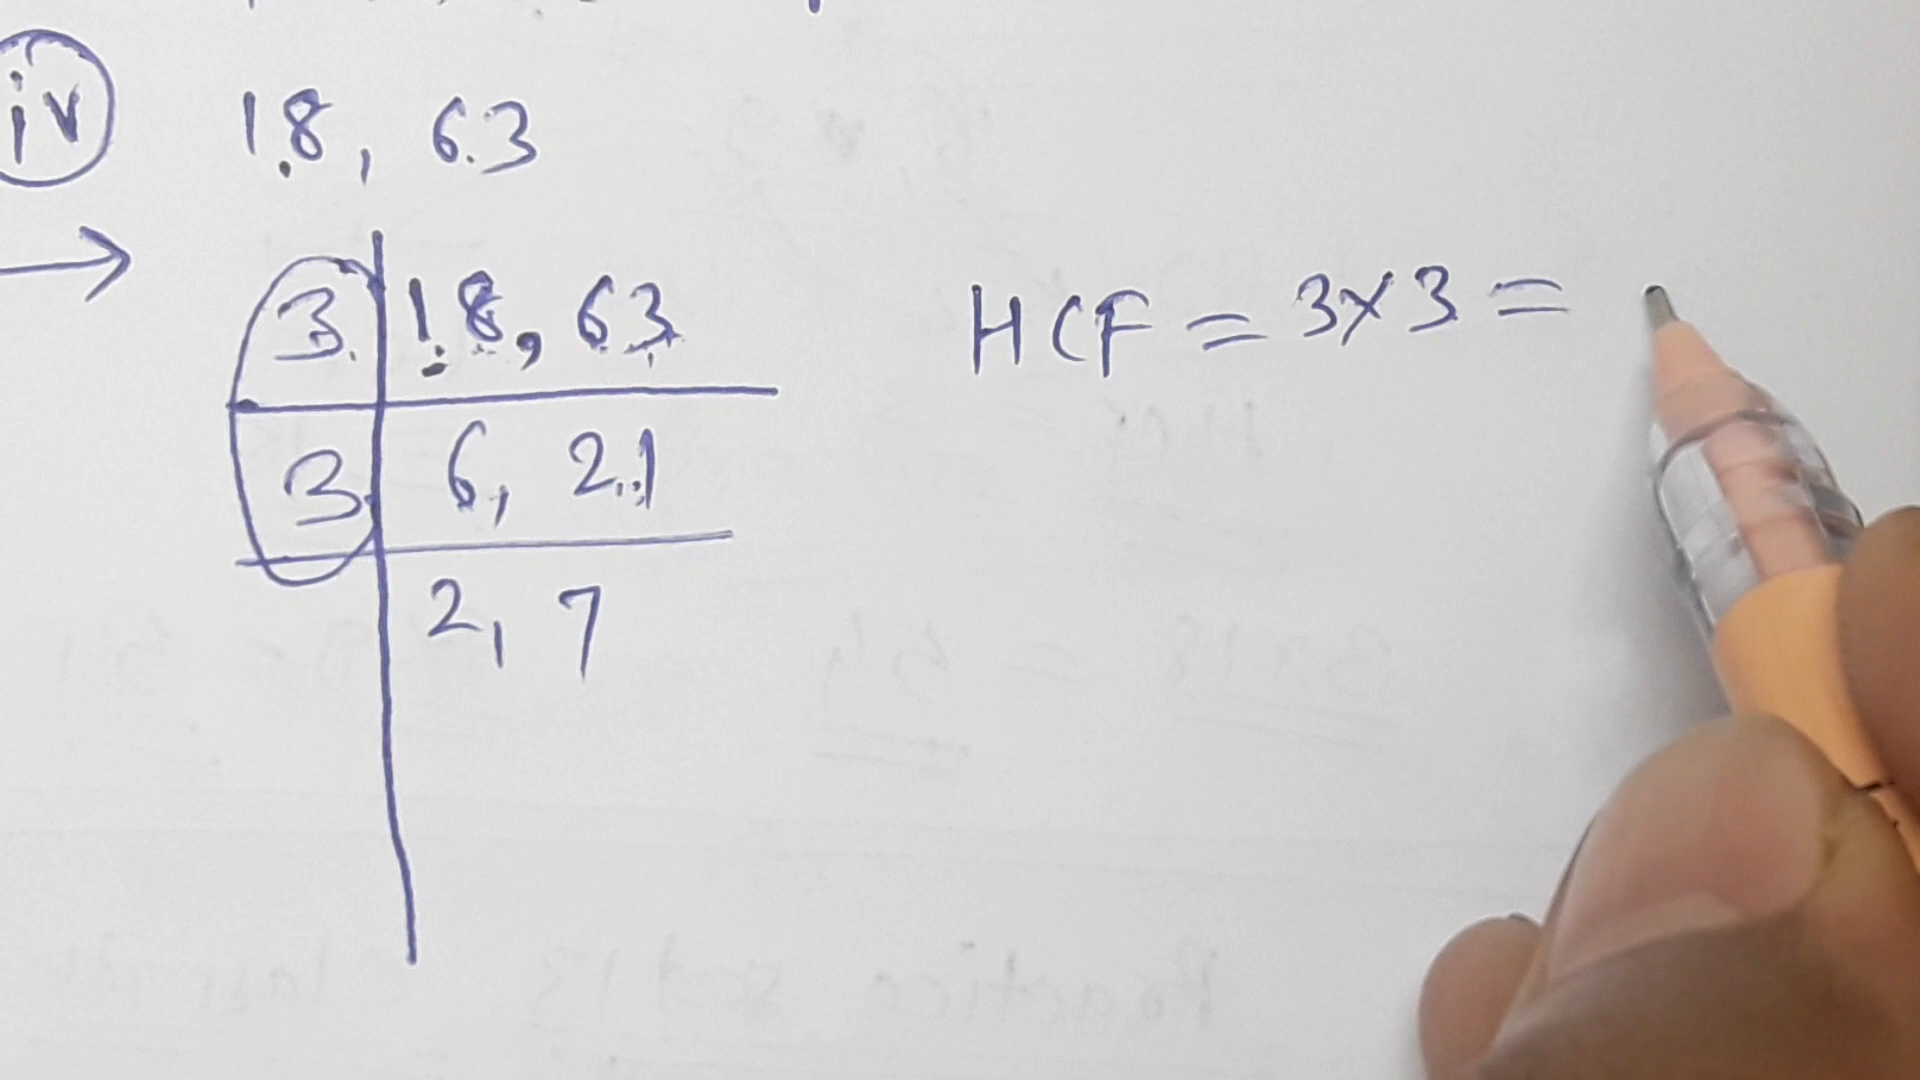 iv 18, 63
3 18, 63
HCF = 3×3 =
3 6, 21
2, 7